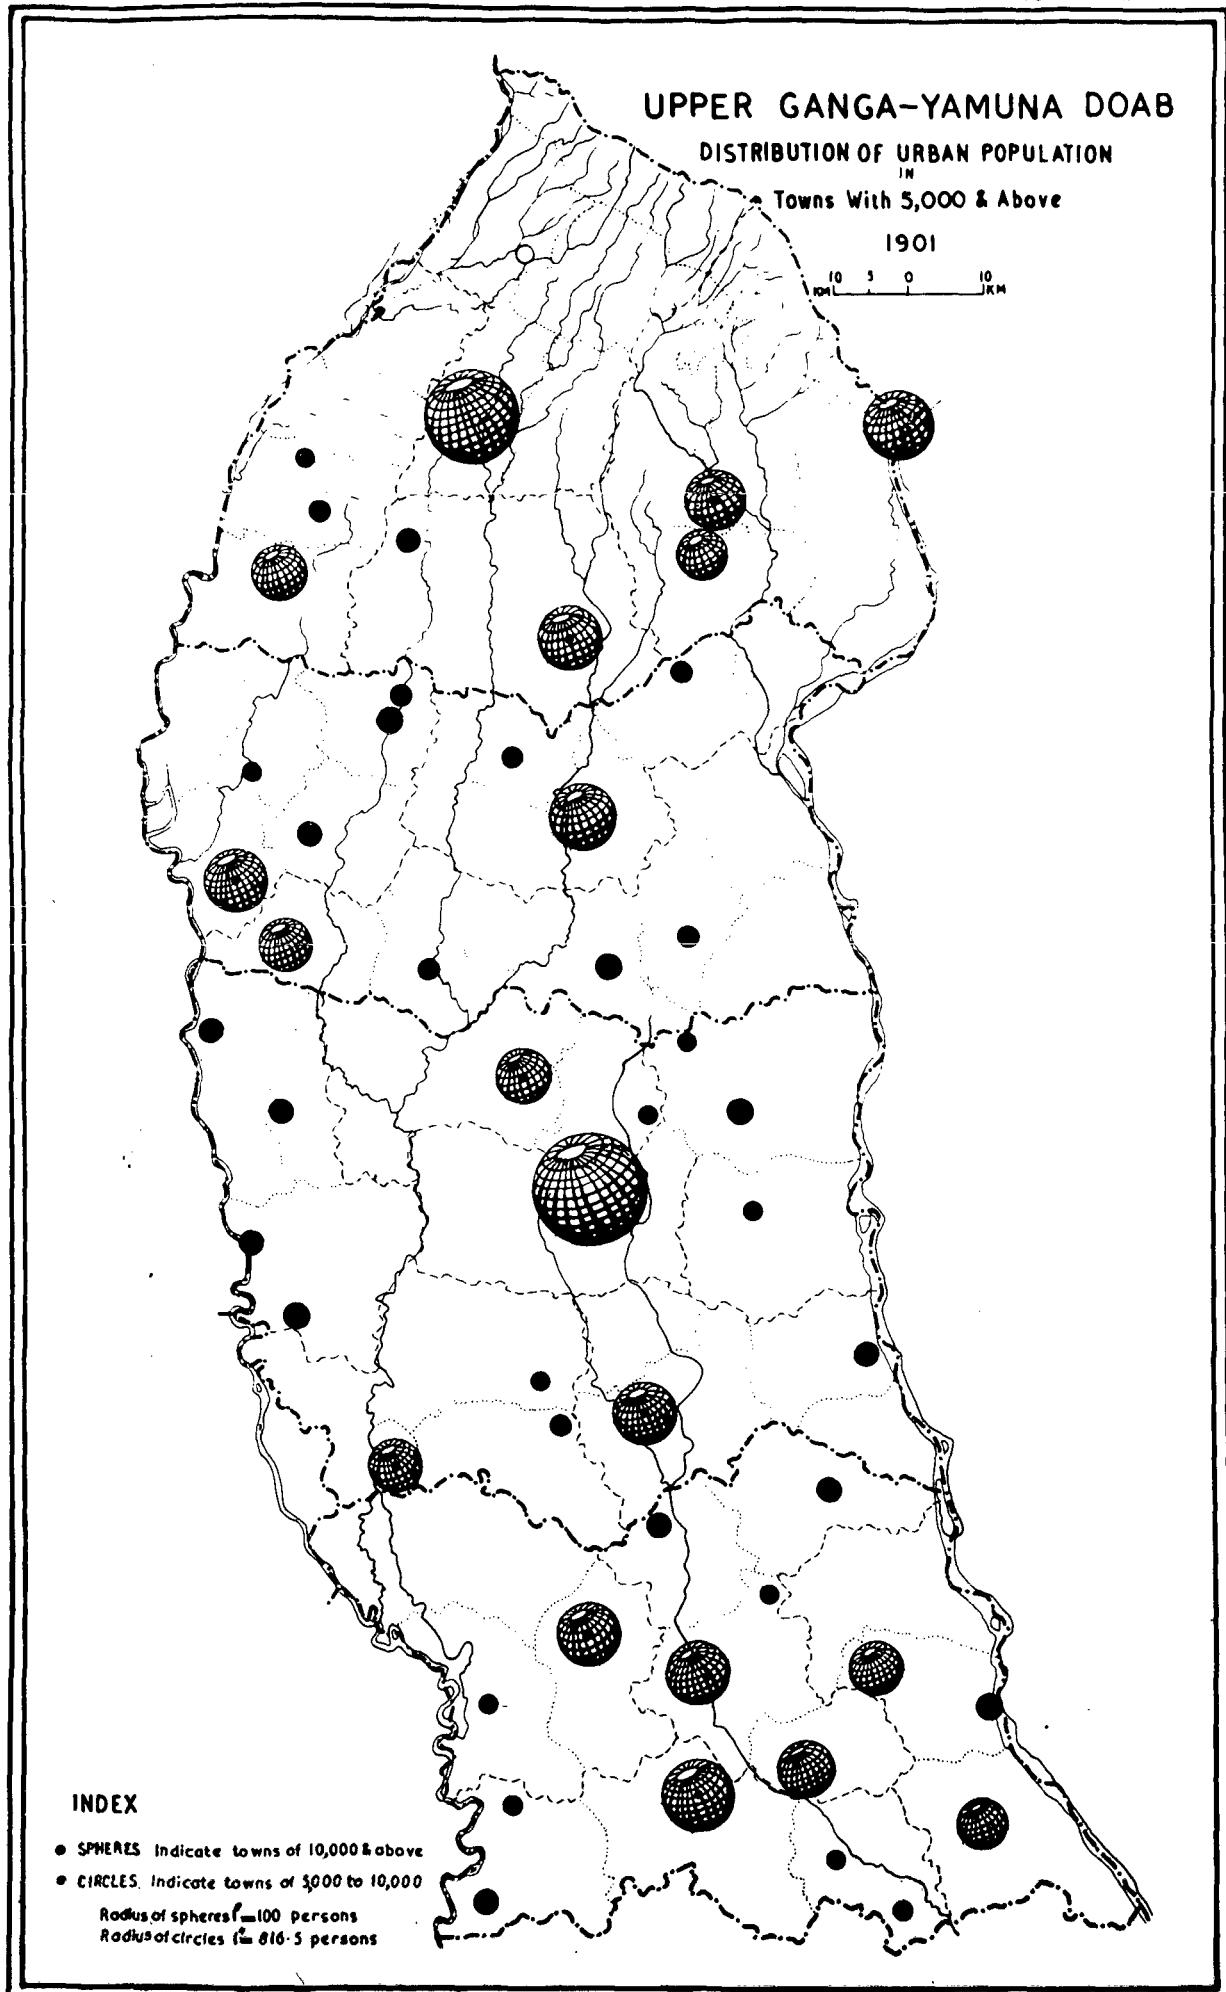 UPPER GANGA–YAMUNA DOAB
DISTRIBUTION OF URBAN POPULATION
IN
Towns With 5,000 & Above
1901
10 5 0 10
KM KM
INDEX
SPHERES Indicate towns of 10,000 & above
CIRCLES. Indicate towns of 5,000 to 10,000
Radius of spheres = 100 persons
Radius of circles = 816·5 persons